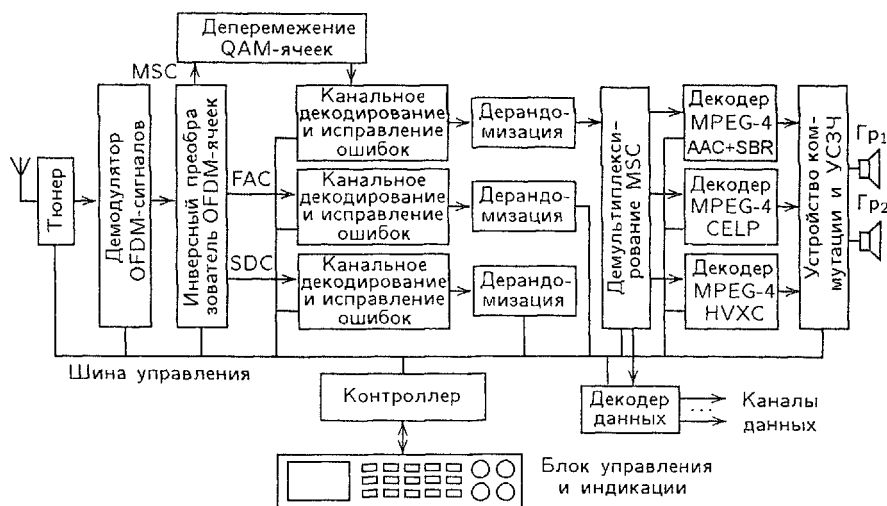 Деперемежение
QAM-ячеек
MSC
Тюнер
Демодулятор
OFDM-сигналов
Инверсный преобра
зователь OFDM-ячеек
FAC
SDC
Канальное
декодирование
и исправление
ошибок
Дерандо-
мизация
Канальное
декодирование
и исправление
ошибок
Дерандо-
мизация
Канальное
декодирование
и исправление
ошибок
Дерандо-
мизация
Демультиплекси-
рование MSC
Декодер
MPEG-4
AAC+SBR
Декодер
MPEG-4
CELP
Декодер
MPEG-4
HVXC
Устройство ком-
мутации и УСЗЧ
Гр1
Гр2
Шина управления
Контроллер
Декодер
данных
...
Каналы
данных
Блок управления
и индикации